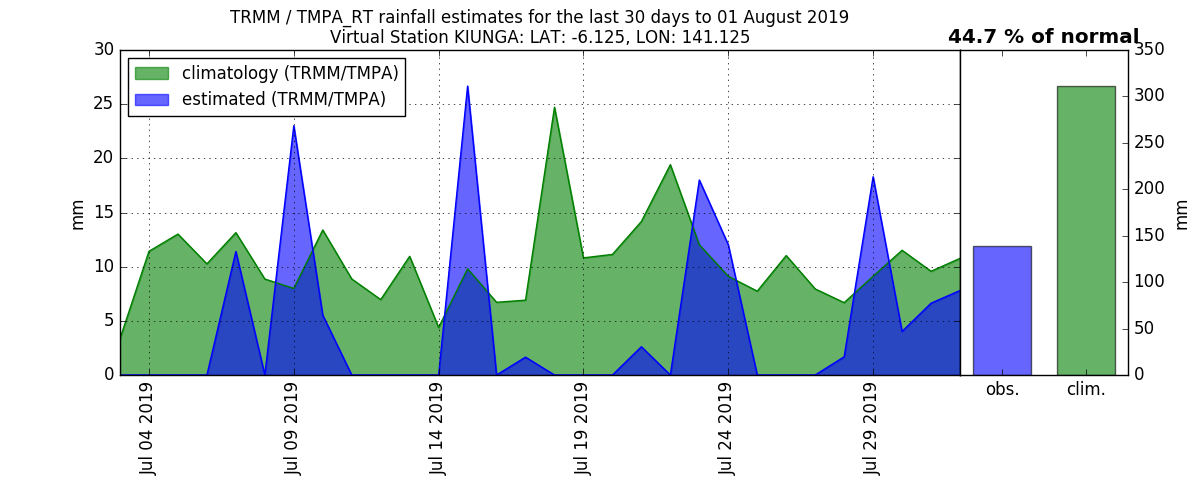 TRMM / TMPA_RT rainfall estimates for the last 30 days to 01 August 2019
Virtual Station KIUNGA: LAT: -6.125, LON: 141.125
44.7 % of normal
climatology (TRMM/TMPA)
estimated (TRMM/TMPA)
30
25
20
15
10
5
0
mm
Jul 04 2019
Jul 09 2019
Jul 14 2019
Jul 19 2019
Jul 24 2019
Jul 29 2019
obs.
clim.
350
300
250
200
150
100
50
0
mm